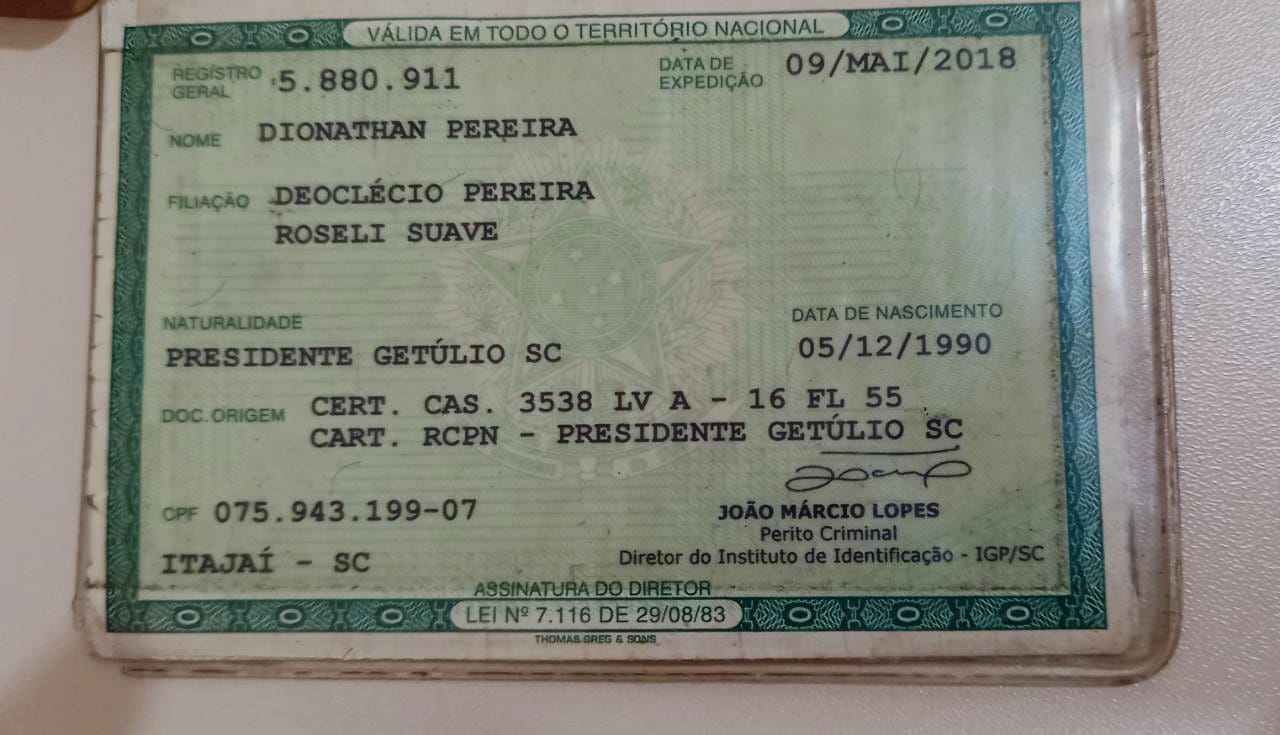 VÁLIDA EM TODO O TERRITÓRIO NACIONAL
REGISTRO GERAL 5.880.911 DATA DE EXPEDIÇÃO 09/MAI/2018
NOME DIONATHAN PEREIRA
FILIAÇÃO DEOCLÉCIO PEREIRA
ROSELI SUAVE
NATURALIDADE DATA DE NASCIMENTO
PRESIDENTE GETÚLIO SC 05/12/1990
DOC. ORIGEM CERT. CAS. 3538 LV A - 16 FL 55
CART. RCPN - PRESIDENTE GETÚLIO SC
CPF 075.943.199-07 JOÃO MÁRCIO LOPES
Perito Criminal
ITAJAÍ - SC Diretor do Instituto de Identificação - IGP/SC
ASSINATURA DO DIRETOR
LEI Nº 7.116 DE 29/08/83
THOMAS GREG & SONS